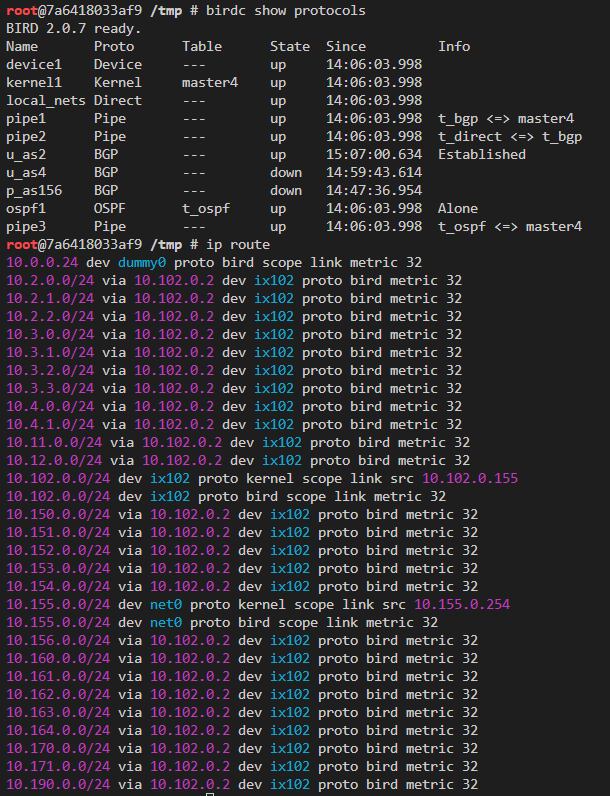 root@7a6418033af9 /tmp # birdc show protocols
BIRD 2.0.7 ready.
Name       Proto      Table      State  Since         Info
device1    Device     ---        up     14:06:03.998
kernel1    Kernel     master4    up     14:06:03.998
local_nets Direct     ---        up     14:06:03.998
pipe1      Pipe       ---        up     14:06:03.998  t_bgp <=> master4
pipe2      Pipe       ---        up     14:06:03.998  t_direct <=> t_bgp
u_as2      BGP        ---        up     15:07:00.634  Established
u_as4      BGP        ---        down   14:59:43.614
p_as156    BGP        ---        down   14:47:36.954
ospf1      OSPF       t_ospf     up     14:06:03.998  Alone
pipe3      Pipe       ---        up     14:06:03.998  t_ospf <=> master4
root@7a6418033af9 /tmp # ip route
10.0.0.24 dev dummy0 proto bird scope link metric 32
10.2.0.0/24 via 10.102.0.2 dev ix102 proto bird metric 32
10.2.1.0/24 via 10.102.0.2 dev ix102 proto bird metric 32
10.2.2.0/24 via 10.102.0.2 dev ix102 proto bird metric 32
10.3.0.0/24 via 10.102.0.2 dev ix102 proto bird metric 32
10.3.1.0/24 via 10.102.0.2 dev ix102 proto bird metric 32
10.3.2.0/24 via 10.102.0.2 dev ix102 proto bird metric 32
10.3.3.0/24 via 10.102.0.2 dev ix102 proto bird metric 32
10.4.0.0/24 via 10.102.0.2 dev ix102 proto bird metric 32
10.4.1.0/24 via 10.102.0.2 dev ix102 proto bird metric 32
10.11.0.0/24 via 10.102.0.2 dev ix102 proto bird metric 32
10.12.0.0/24 via 10.102.0.2 dev ix102 proto bird metric 32
10.102.0.0/24 dev ix102 proto kernel scope link src 10.102.0.155
10.102.0.0/24 dev ix102 proto bird scope link metric 32
10.150.0.0/24 via 10.102.0.2 dev ix102 proto bird metric 32
10.151.0.0/24 via 10.102.0.2 dev ix102 proto bird metric 32
10.152.0.0/24 via 10.102.0.2 dev ix102 proto bird metric 32
10.153.0.0/24 via 10.102.0.2 dev ix102 proto bird metric 32
10.154.0.0/24 via 10.102.0.2 dev ix102 proto bird metric 32
10.155.0.0/24 dev net0 proto kernel scope link src 10.155.0.254
10.155.0.0/24 dev net0 proto bird scope link metric 32
10.156.0.0/24 via 10.102.0.2 dev ix102 proto bird metric 32
10.160.0.0/24 via 10.102.0.2 dev ix102 proto bird metric 32
10.161.0.0/24 via 10.102.0.2 dev ix102 proto bird metric 32
10.162.0.0/24 via 10.102.0.2 dev ix102 proto bird metric 32
10.163.0.0/24 via 10.102.0.2 dev ix102 proto bird metric 32
10.164.0.0/24 via 10.102.0.2 dev ix102 proto bird metric 32
10.170.0.0/24 via 10.102.0.2 dev ix102 proto bird metric 32
10.171.0.0/24 via 10.102.0.2 dev ix102 proto bird metric 32
10.190.0.0/24 via 10.102.0.2 dev ix102 proto bird metric 32